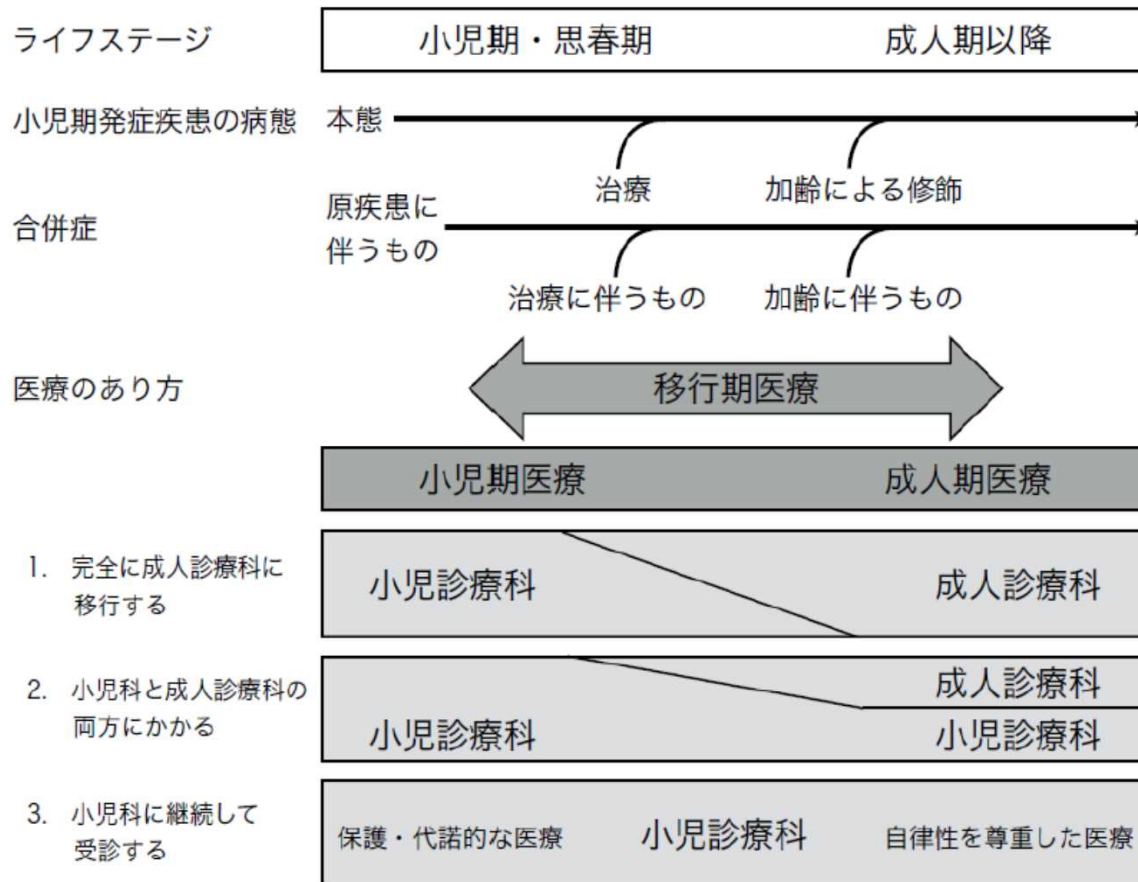 ライフステージ
小児期・思春期
成人期以降
小児期発症疾患の病態
本態
治療
加齢による修飾
合併症
原疾患に
伴うもの
治療に伴うもの
加齢に伴うもの
医療のあり方
移行期医療
小児期医療
成人期医療
1. 完全に成人診療科に
移行する
小児診療科
成人診療科
2. 小児科と成人診療科の
両方にかかる
小児診療科
成人診療科
小児診療科
3. 小児科に継続して
受診する
保護・代諾的な医療
小児診療科
自律性を尊重した医療